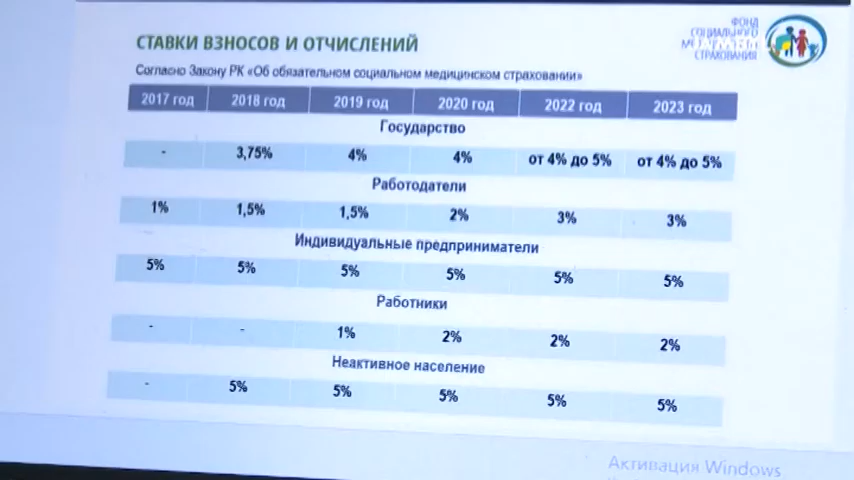 СТАВКИ ВЗНОСОВ И ОТЧИСЛЕНИЙ
ФОНД
СОЦИАЛЬНОГО
СТРАХОВАНИЯ
Согласно Закону РК «Об обязательном социальном медицинском страховании»
2017 год 2018 год 2019 год 2020 год 2022 год 2023 год
Государство
- 3,75% 4% 4% от 4% до 5% от 4% до 5%
Работодатели
1% 1,5% 1,5% 2% 3% 3%
Индивидуальные предприниматели
5% 5% 5% 5% 5% 5%
Работники
- - 1% 2% 2% 2%
Неактивное население
- 5% 5% 5% 5% 5%
Активация Windows